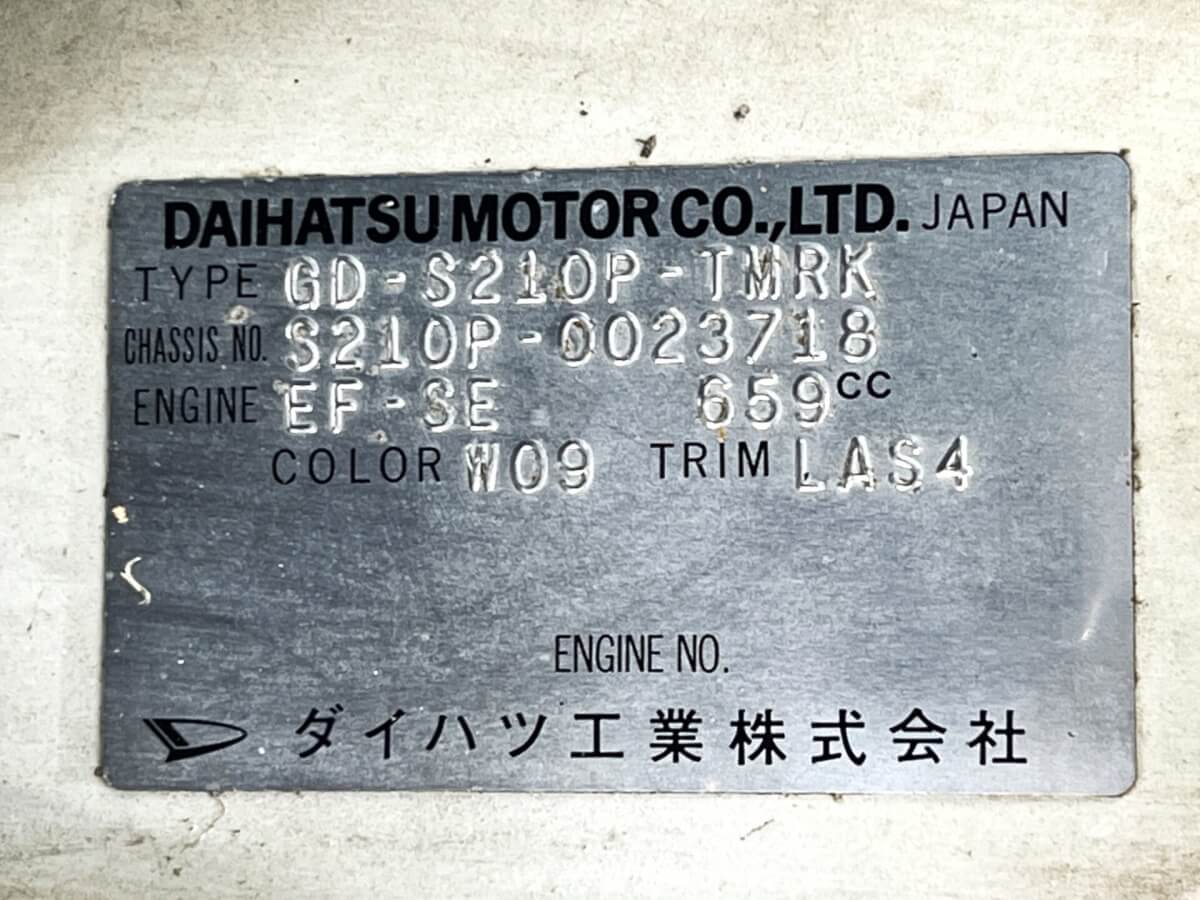 DAIHATSU MOTOR CO.,LTD. JAPAN
TYPE GD-S210P-TMRK
CHASSIS NO. S210P-0023718
ENGINE EF-SE 659CC
COLOR W09 TRIM LAS4
ENGINE NO.
ダイハツ工業株式会社